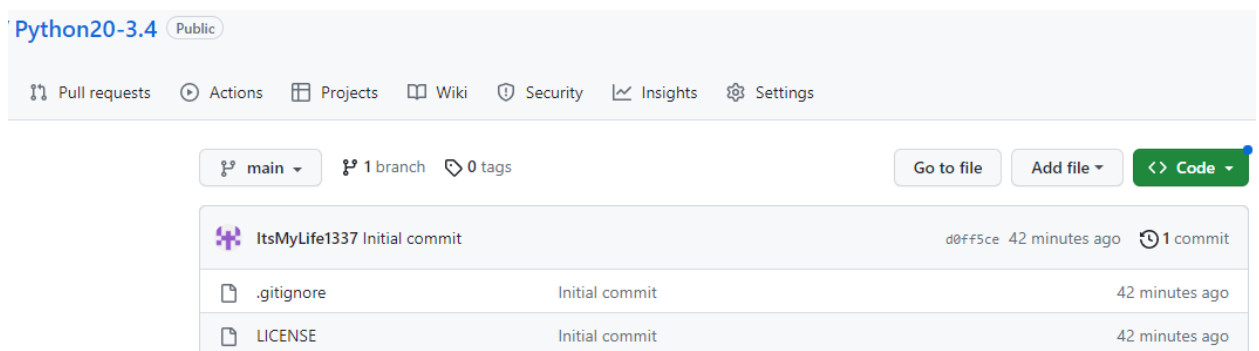 Python20-3.4 Public
Pull requests Actions Projects Wiki Security Insights Settings
main 1 branch 0 tags Go to file Add file <> Code
ItsMyLife1337 Initial commit d0ff5ce 42 minutes ago 1 commit
.gitignore Initial commit 42 minutes ago
LICENSE Initial commit 42 minutes ago